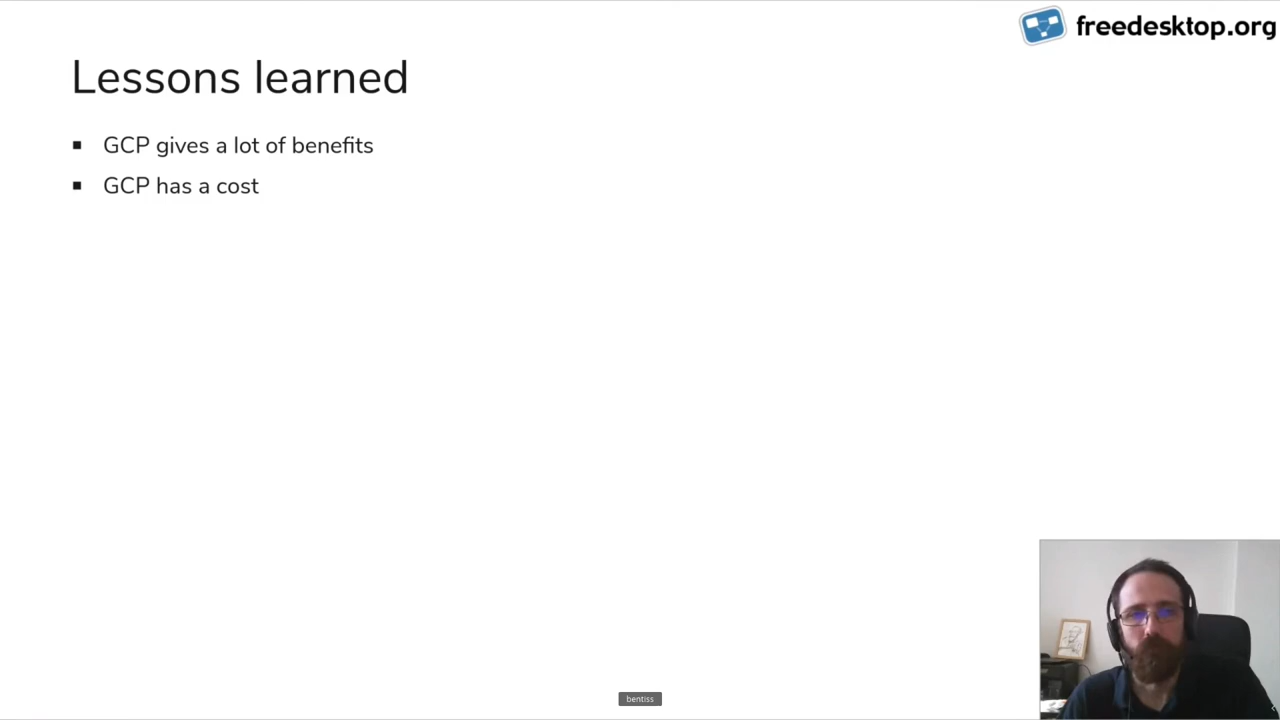 freedesktop.org
Lessons learned
GCP gives a lot of benefits
GCP has a cost
bentiss